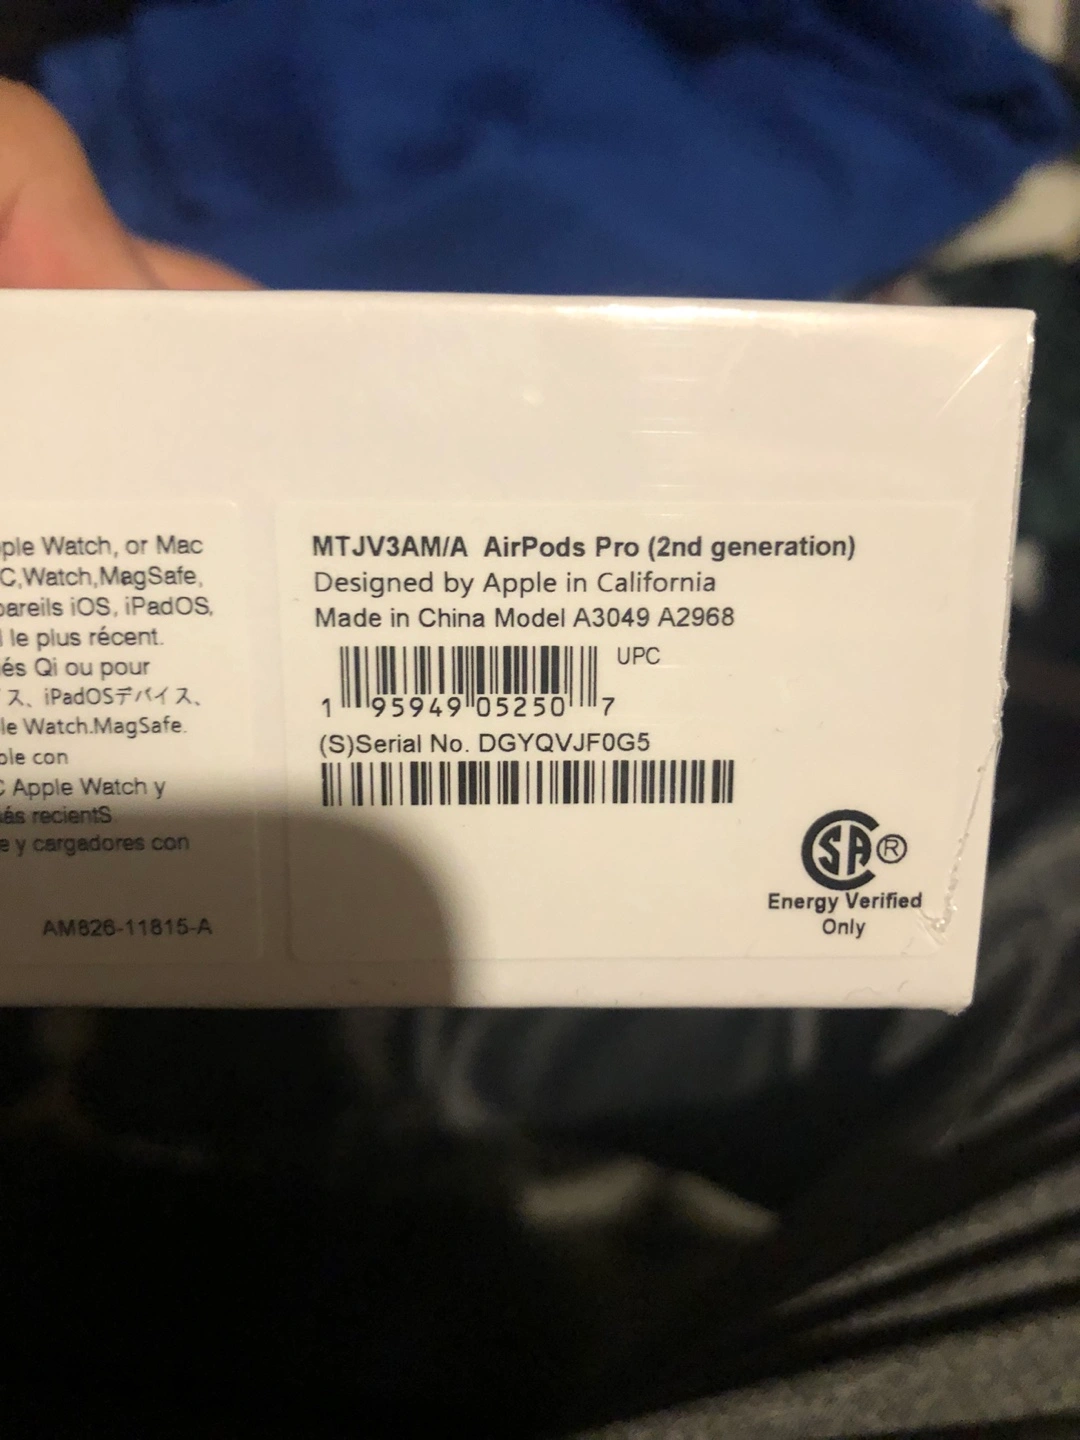 ple Watch, or Mac
C,Watch,MagSafe,
pareils iOS, iPadOS,
l le plus récent.
és Qi ou pour
ス、iPadOSデバイス、
le Watch.MagSafe.
ble con
C Apple Watch y
ás recientS
e y cargadores con
AM826-11815-A
MTJV3AM/A AirPods Pro (2nd generation)
Designed by Apple in California
Made in China Model A3049 A2968
UPC
1 95949 05250 7
(S)Serial No. DGYQVJF0G5
SA ®
Energy Verified
Only